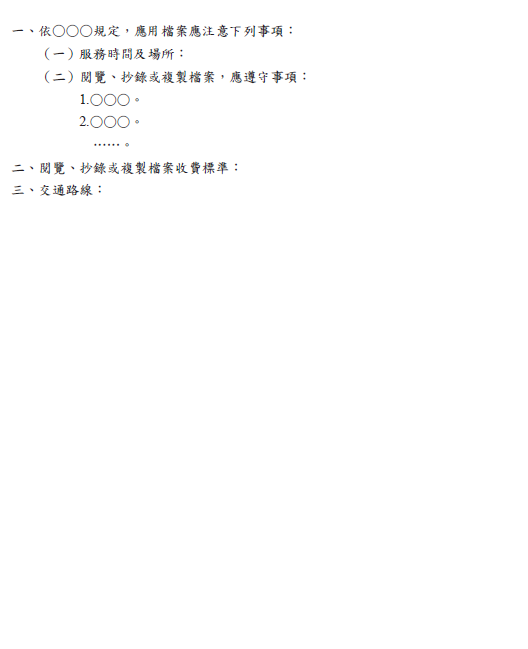 一、依○○○規定，應用檔案應注意下列事項：
（一）服務時間及場所：
（二）閱覽、抄錄或複製檔案，應遵守事項：
1.○○○。
2.○○○。
……。
二、閱覽、抄錄或複製檔案收費標準：
三、交通路線：